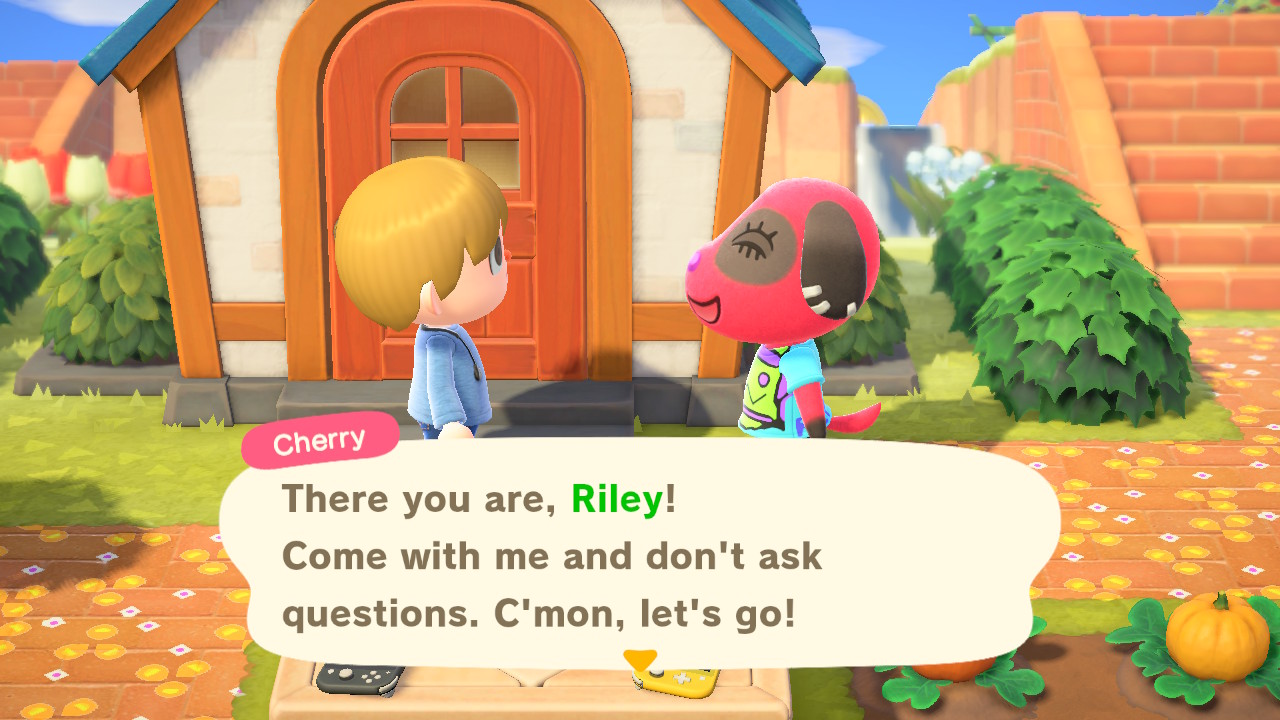 Cherry
There you are, Riley!
Come with me and don't ask
questions. C'mon, let's go!